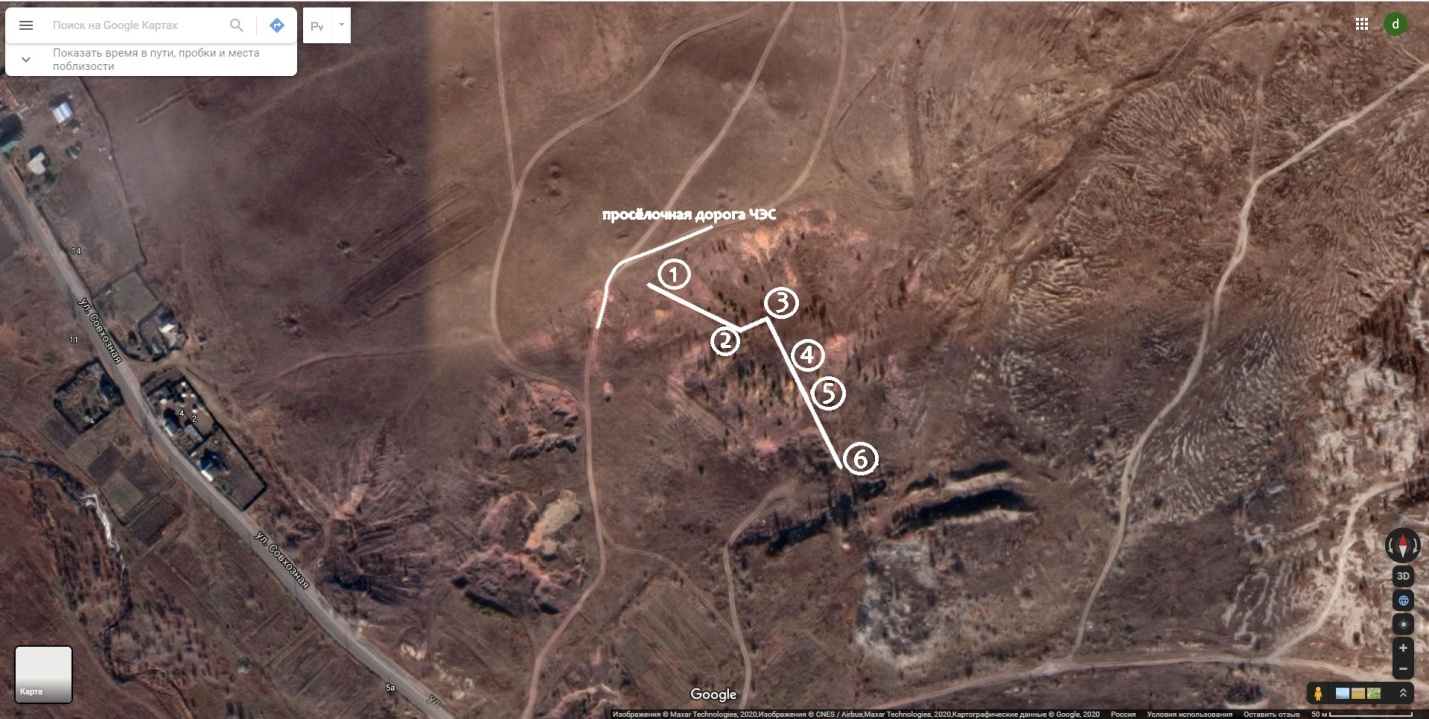 Поиск на Google Картах
Ру
d
Показать время в пути, пробки и места
поблизости
просёлочная дорога ЧЭС
14
1
3
2
ул. Совхозная
11
4
5
4
2
6
ул. Совхозная
3D
Карта
5а
ул
Google
Изображения © Maxar Technologies, 2020,Изображения © CNES / Airbus,Maxar Technologies, 2020,Картографические данные © Google, 2020 Россия Условия использования Оставить отзыв 50 м